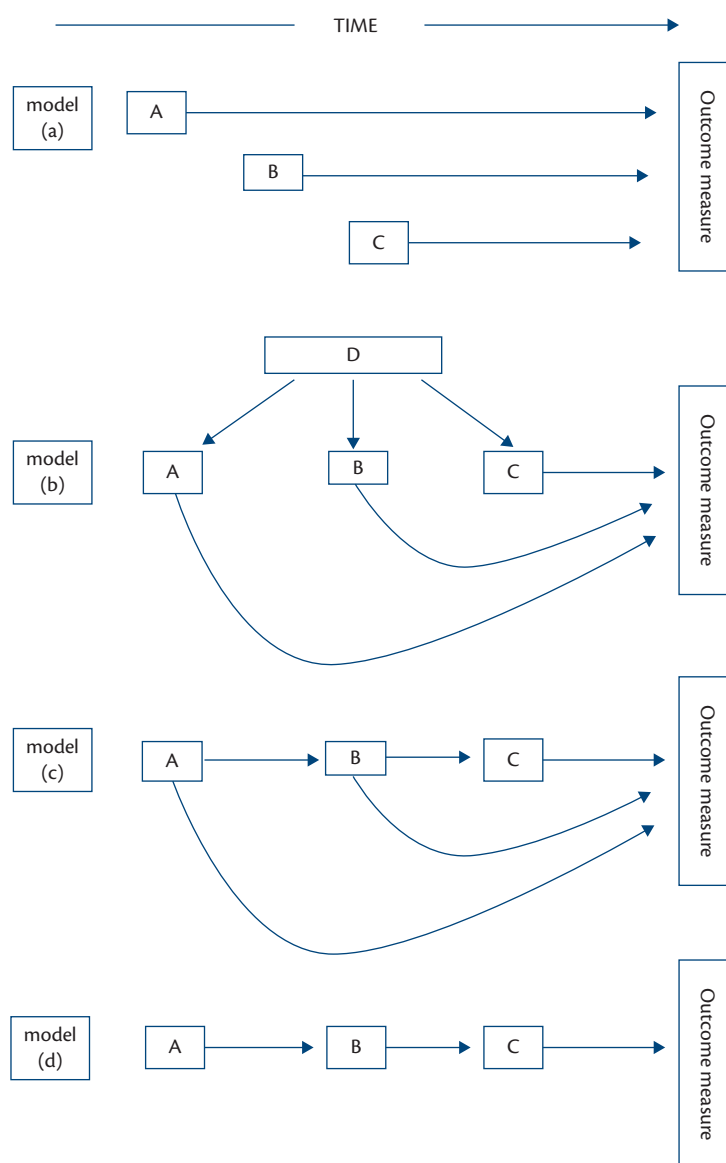 TIME
model
(a)
A
B
C
Outcome measure
D
model
(b)
A
B
C
Outcome measure
model
(c)
A
B
C
Outcome measure
model
(d)
A
B
C
Outcome measure